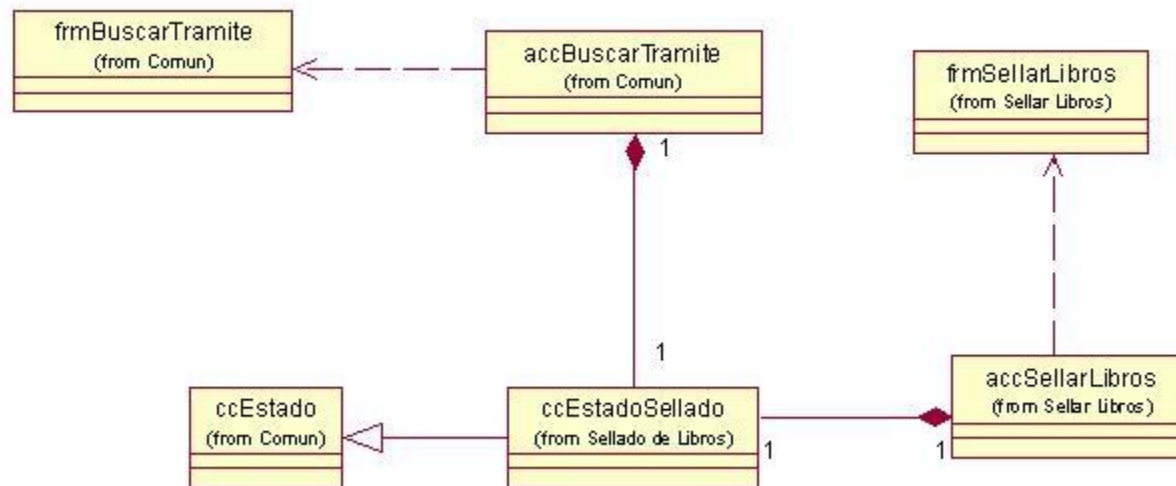 frmBuscarTramite
(from Comun)
accBuscarTramite
(from Comun)
frmSellarLibros
(from Sellar Libros)
1
1
ccEstado
(from Comun)
ccEstadoSellado
(from Sellado de Libros)
1
1
accSellarLibros
(from Sellar Libros)